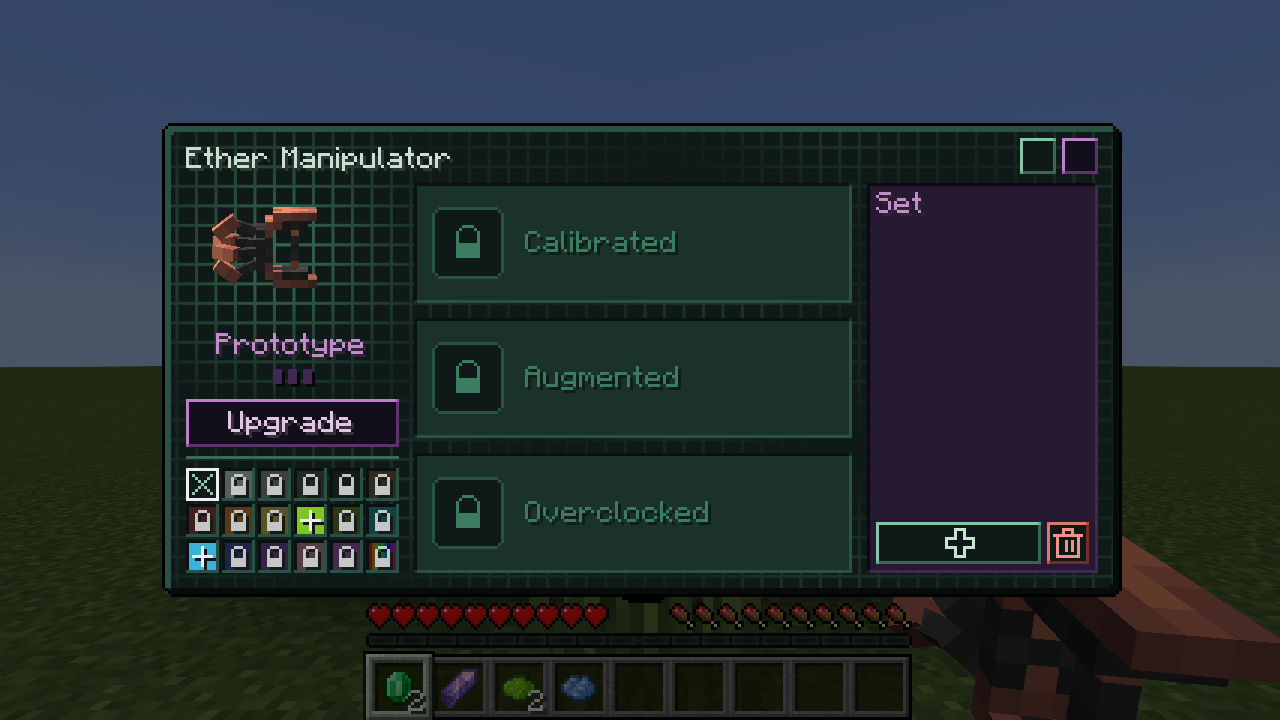 Ether Manipulator
Set
Calibrated
Prototype
Augmented
Upgrade
Overclocked
2
2